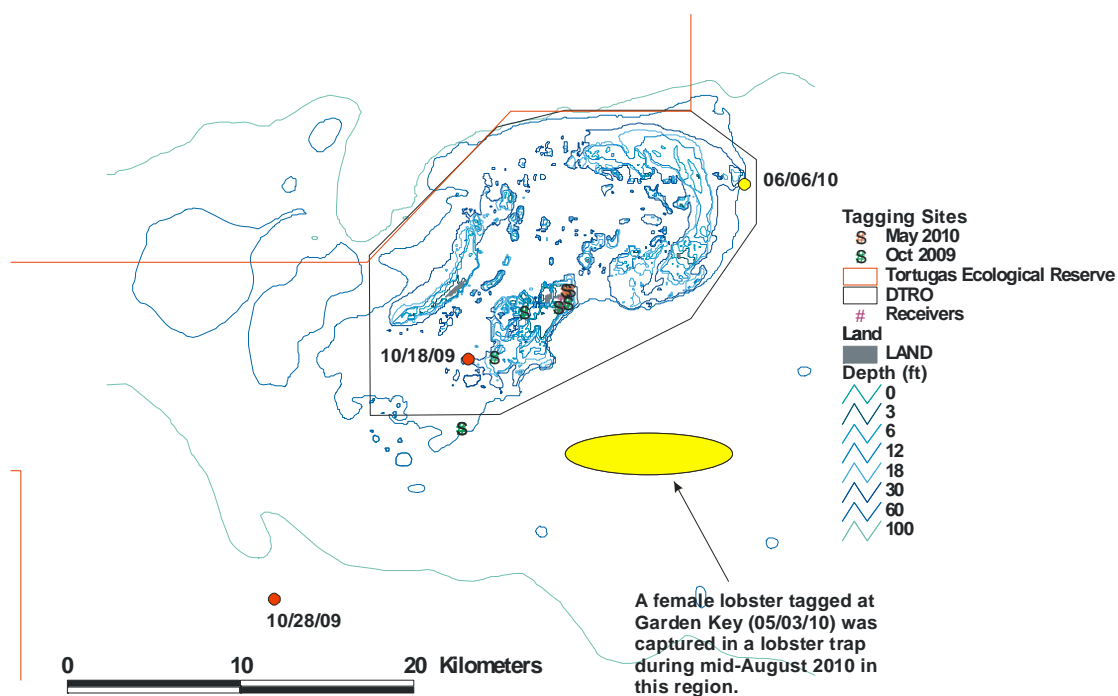 06/06/10
Tagging Sites
$ May 2010
$ Oct 2009
Tortugas Ecological Reserve
DTRO
# Receivers
Land
LAND
Depth (ft)
0
3
6
12
18
30
60
100
10/18/09
10/28/09
A female lobster tagged at
Garden Key (05/03/10) was
captured in a lobster trap
during mid-August 2010 in
this region.
0 10 20 Kilometers